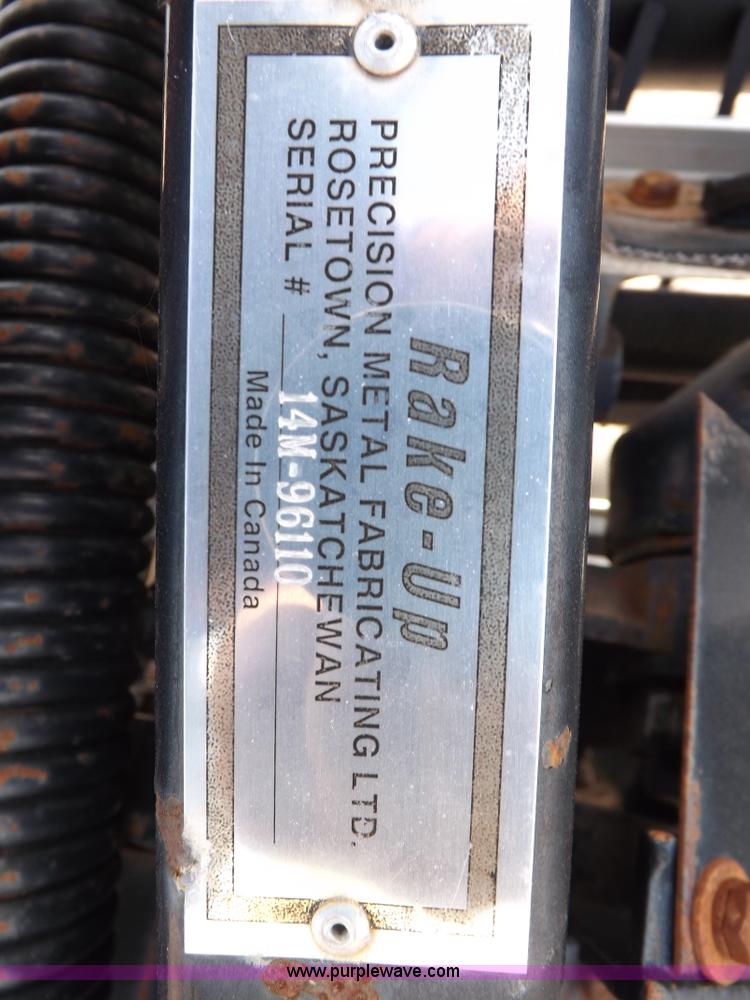 Rake-Up
PRECISION METAL FABRICATING LTD.
ROSETOWN, SASKATCHEWAN
SERIAL # 14M-96110
Made In Canada
www.purplewave.com